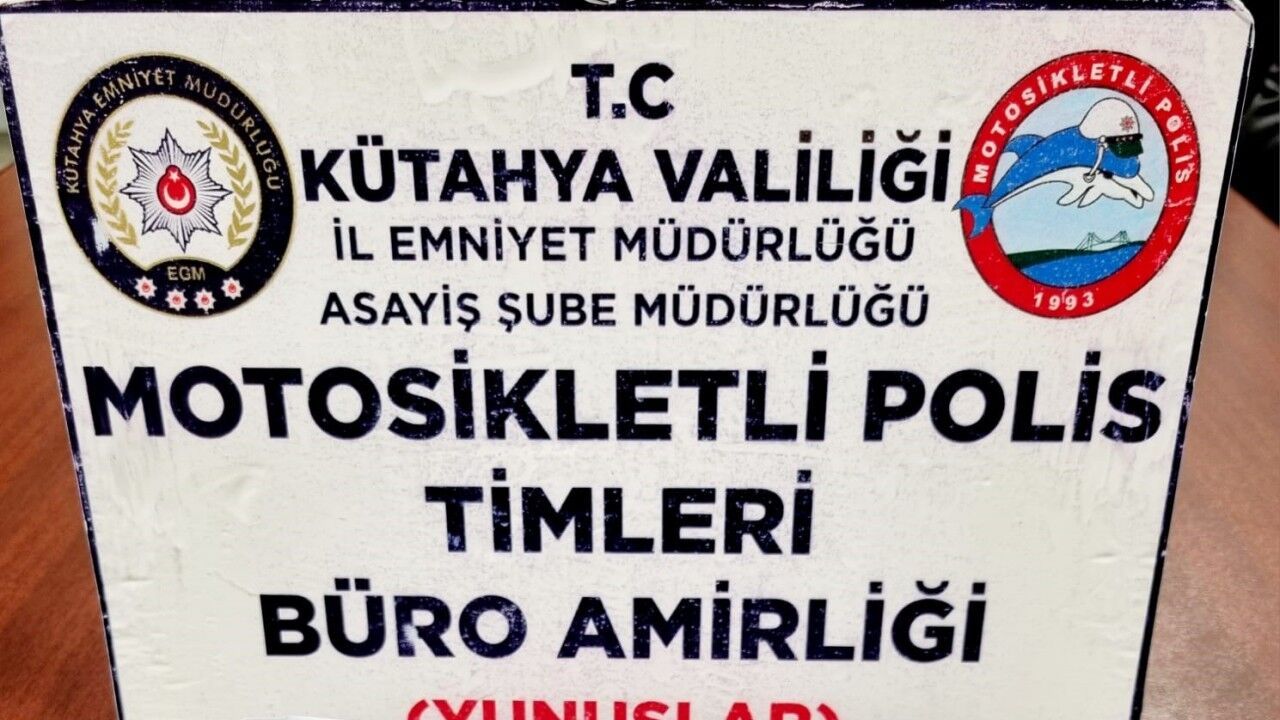 T.C
KÜTAHYA VALİLİĞİ
İL EMNİYET MÜDÜRLÜĞÜ
ASAYİŞ ŞUBE MÜDÜRLÜĞÜ
MOTOSİKLETLİ POLİS
TİMLERİ
BÜRO AMİRLİĞİ
(YUNUSLAR)
KÜTAHYA EMNİYET MÜDÜRLÜĞÜ
EGM
MOTOSİKLETLİ POLİS
1993